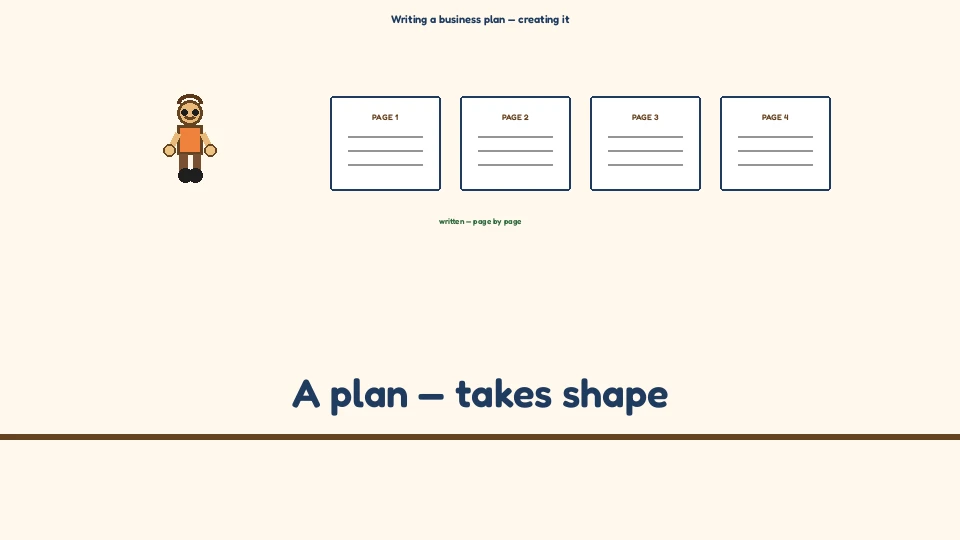 Writing a business plan — creating it
PAGE 1
PAGE 2
PAGE 3
PAGE 4
written — page by page
A plan — takes shape